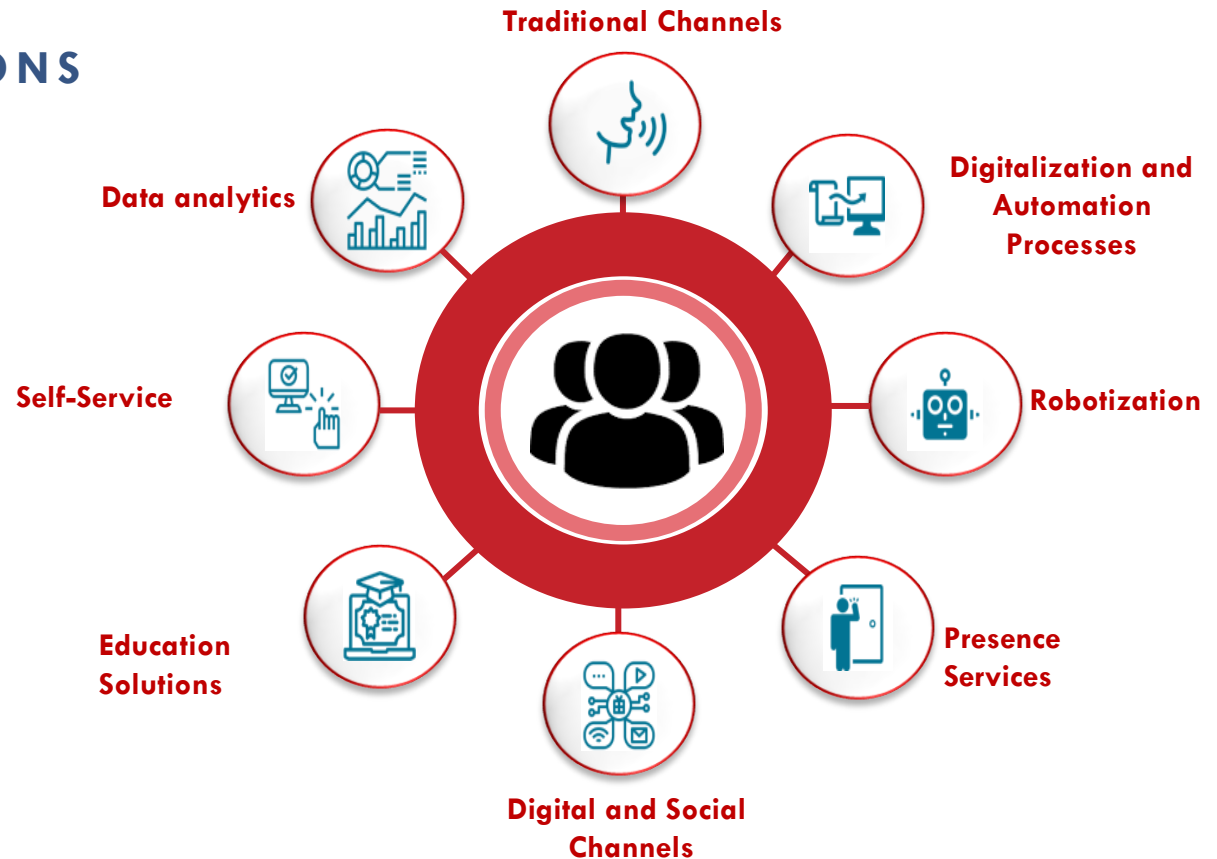 ONS
Traditional Channels
Digitalization and
Automation
Processes
Data analytics
Self-Service
Robotization
Education
Solutions
Presence
Services
Digital and Social
Channels